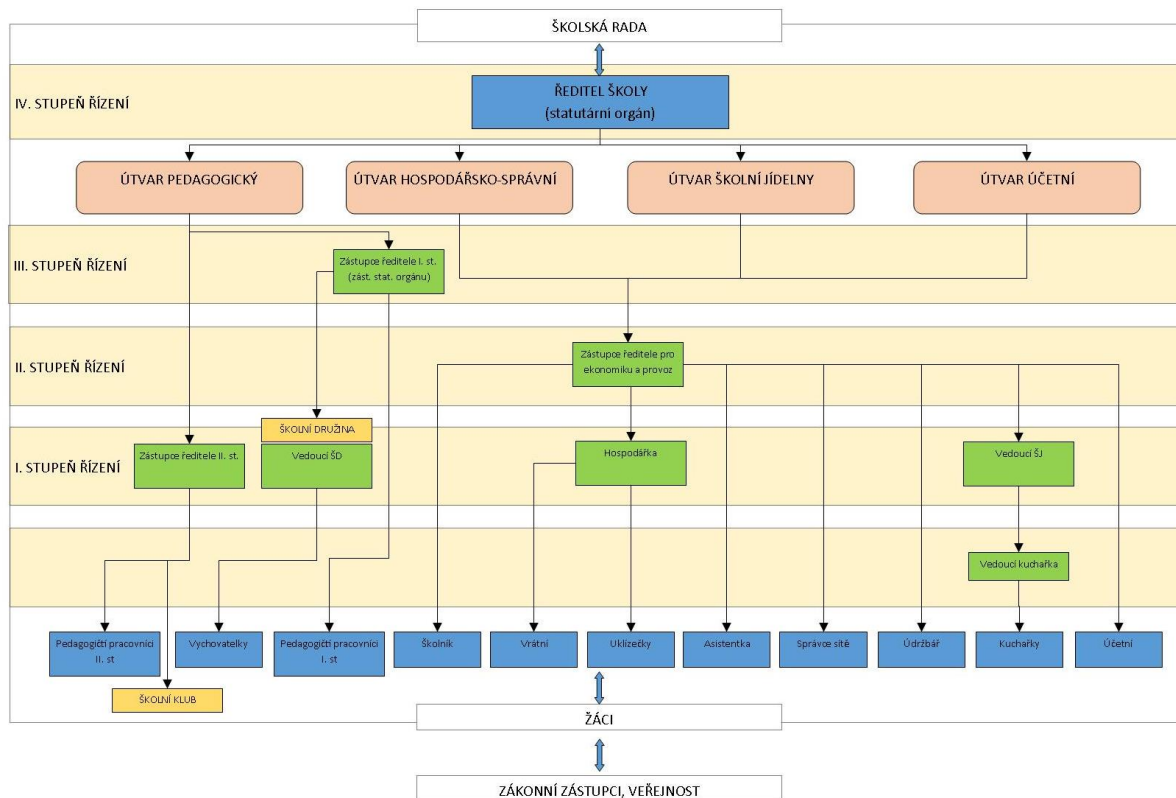 ŠKOLSKÁ RADA
IV. STUPEŇ ŘÍZENÍ
ŘEDITEL ŠKOLY
(statutární orgán)
ÚTVAR PEDAGOGICKÝ
ÚTVAR HOSPODÁŘSKO-SPRÁVNÍ
ÚTVAR ŠKOLNÍ JÍDELNY
ÚTVAR ÚČETNÍ
III. STUPEŇ ŘÍZENÍ
Zástupce ředitele I. st.
(zást. stat. orgánu)
II. STUPEŇ ŘÍZENÍ
Zástupce ředitele pro
ekonomiku a provoz
I. STUPEŇ ŘÍZENÍ
Zástupce ředitele II. st.
ŠKOLNÍ DRUŽINA
Vedoucí ŠD
Hospodářka
Vedoucí ŠJ
Vedoucí kuchařka
Pedagogičtí pracovníci
II. st
Vychovatelky
Pedagogičtí pracovníci
I. st
Školník
Vrátní
Uklízečky
Asistentka
Správce sítě
Údržbář
Kuchařky
Účetní
ŠKOLNÍ KLUB
ŽÁCI
ZÁKONNÍ ZÁSTUPCI, VEŘEJNOST